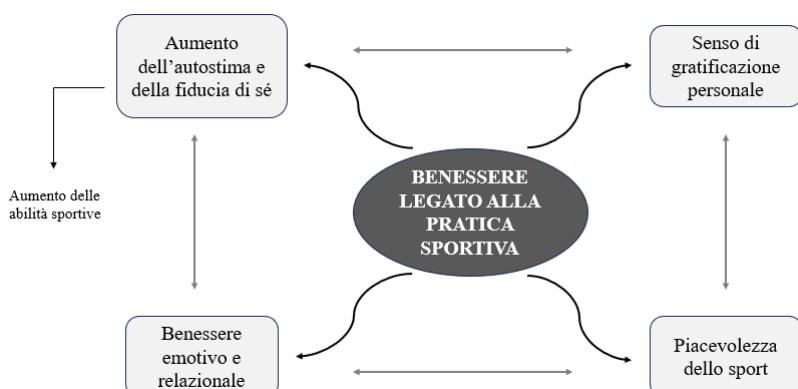 Aumento
dell'autostima e
della fiducia di sé
Senso di
gratificazione
personale
Aumento delle
abilità sportive
BENESSERE
LEGATO ALLA
PRATICA
SPORTIVA
Benessere
emotivo e
relazionale
Piacevolezza
dello sport